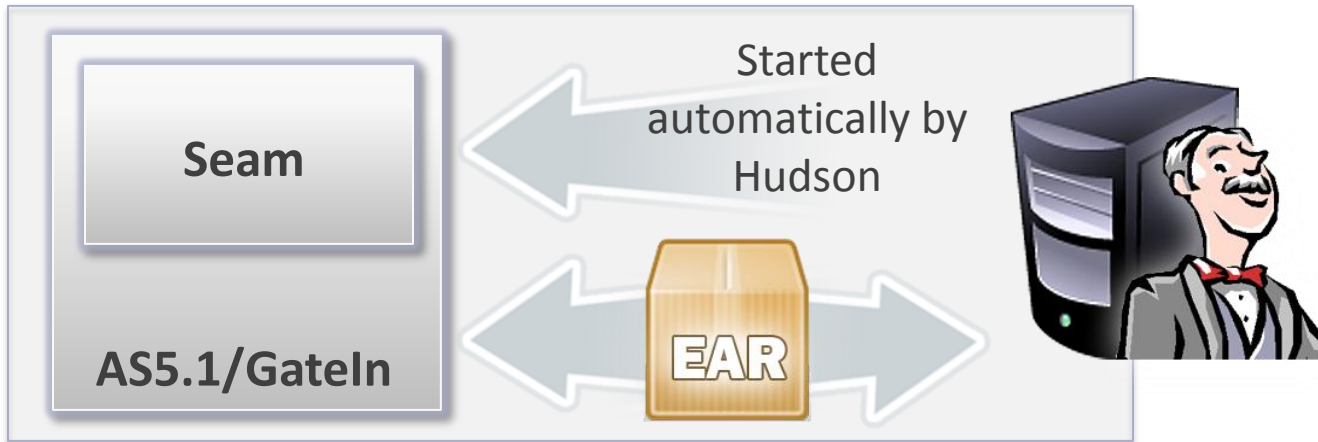 Started
automatically by
Hudson
Seam
EAR
AS5.1/GateIn